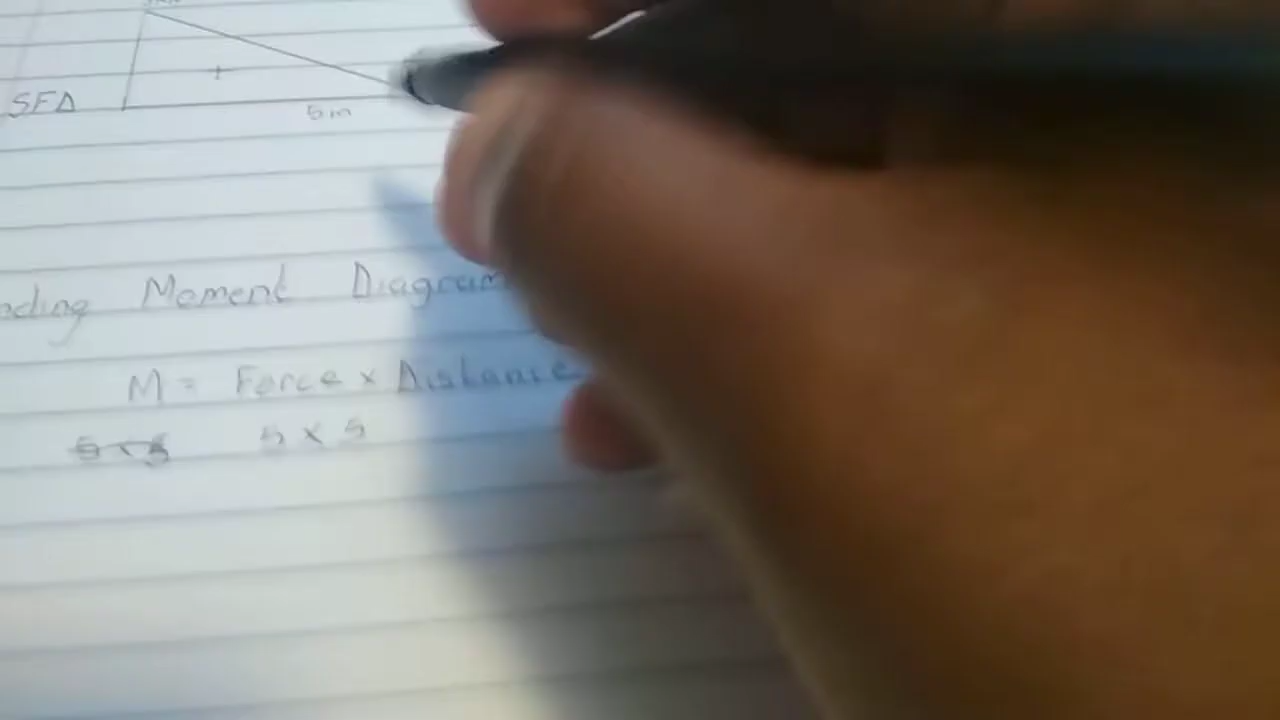 SFD
5m
nding Moment Diagram
M = Force x Distance
5 x 5